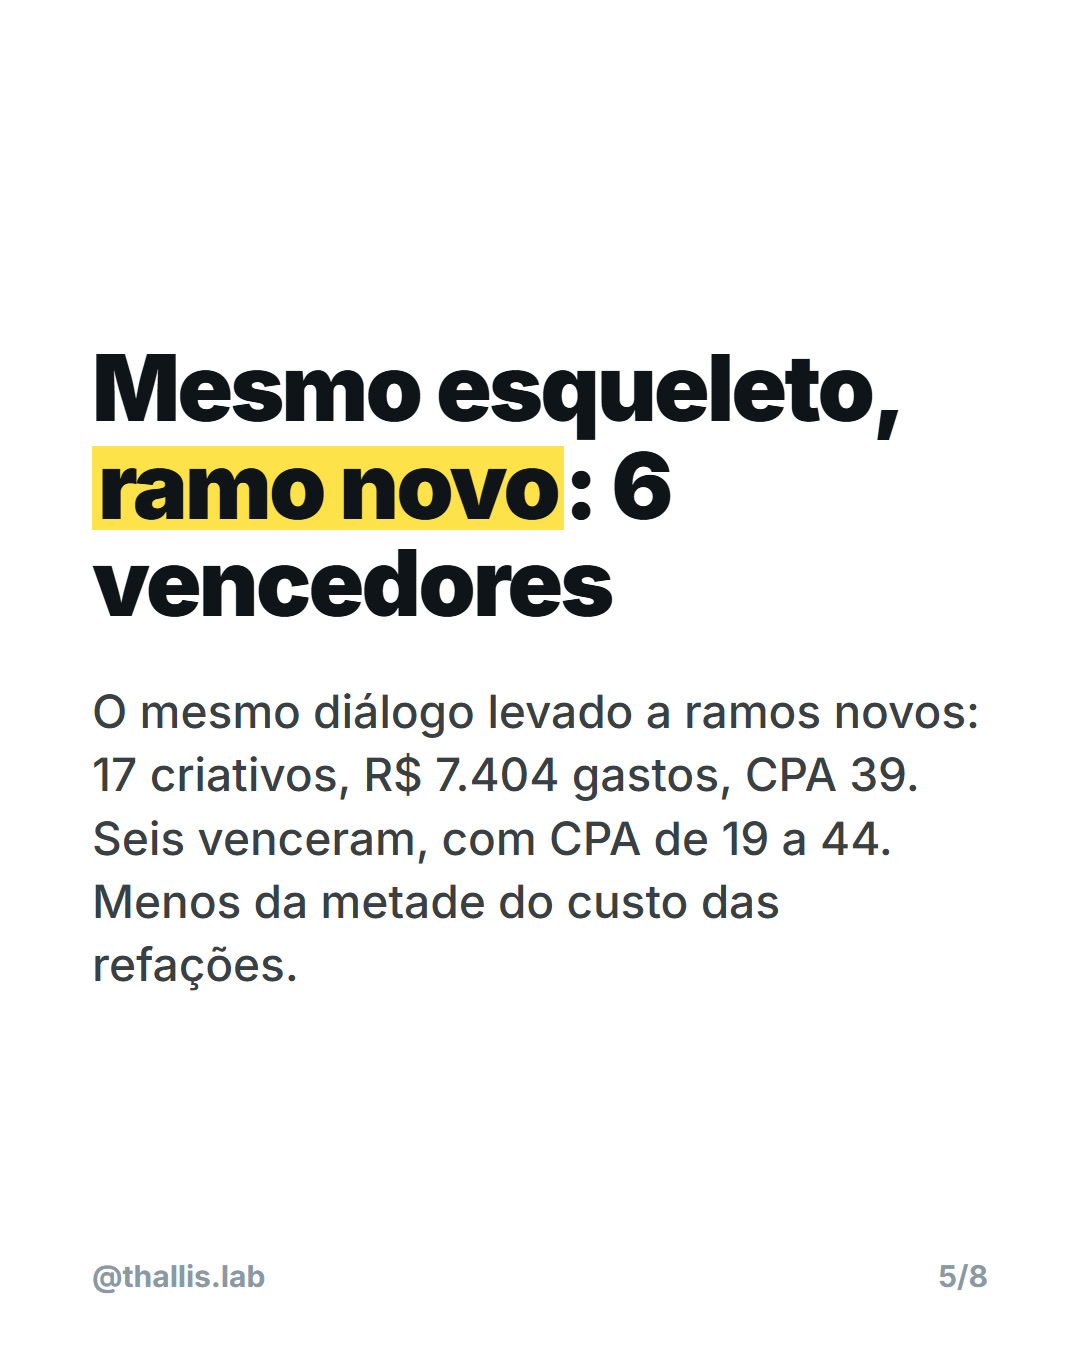 Mesmo esqueleto,
ramo novo: 6
vencedores
O mesmo diálogo levado a ramos novos:
17 criativos, R$ 7.404 gastos, CPA 39.
Seis venceram, com CPA de 19 a 44.
Menos da metade do custo das
refações.
@thallis.lab
5/8